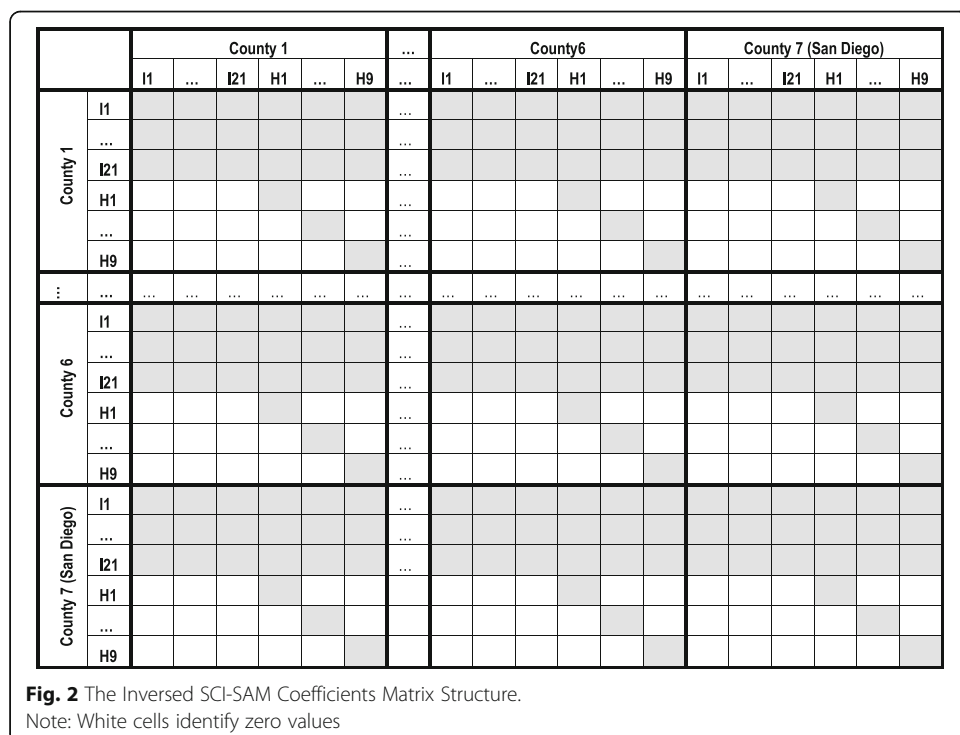 County 1 ... County6 County 7 (San Diego)
I1 ... I21 H1 ... H9 ... I1 ... I21 H1 ... H9 I1 ... I21 H1 ... H9
County 1
I1 ...
... ...
I21 ...
H1 ...
... ...
H9 ...
... ... ... ... ... ... ... ... ... ... ... ... ... ... ... ... ... ... ... ... ...
County 6
I1 ...
... ...
I21 ...
H1 ...
... ...
H9 ...
County 7 (San Diego)
I1 ...
... ...
I21 ...
H1
...
H9
Fig. 2 The Inversed SCI-SAM Coefficients Matrix Structure.
Note: White cells identify zero values